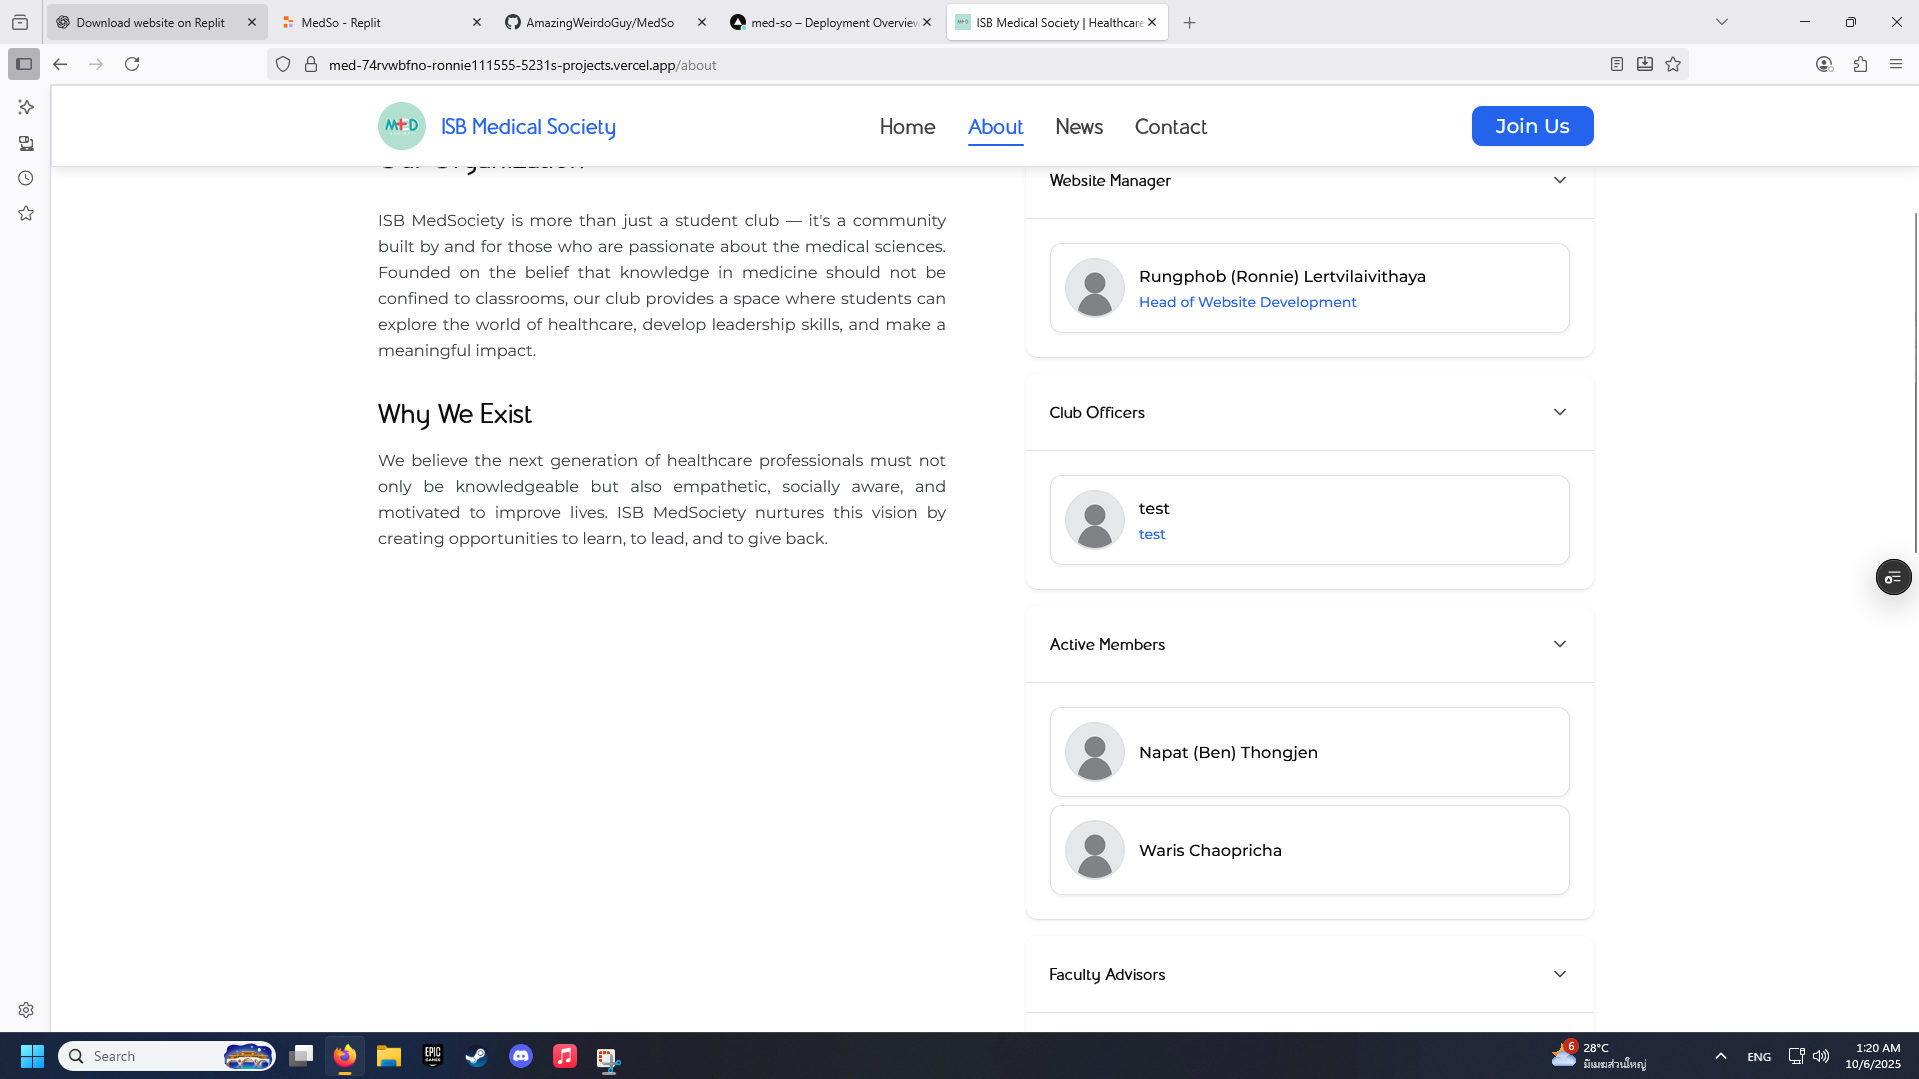 Download website on Replit
MedSo - Replit
AmazingWeirdoGuy/MedSo
med-so – Deployment Overview
ISB Medical Society | Healthcare
med-74rvwbfno-ronnie111555-5231s-projects.vercel.app/about
MED
ISB Medical Society
Home
About
News
Contact
Join Us
Our Organization
ISB MedSociety is more than just a student club — it's a community
built by and for those who are passionate about the medical sciences.
Founded on the belief that knowledge in medicine should not be
confined to classrooms, our club provides a space where students can
explore the world of healthcare, develop leadership skills, and make a
meaningful impact.
Why We Exist
We believe the next generation of healthcare professionals must not
only be knowledgeable but also empathetic, socially aware, and
motivated to improve lives. ISB MedSociety nurtures this vision by
creating opportunities to learn, to lead, and to give back.
Website Manager
Rungphob (Ronnie) Lertvilaivithaya
Head of Website Development
Club Officers
test
test
Active Members
Napat (Ben) Thongjen
Waris Chaopricha
Faculty Advisors
Search
EPIC
GAMES
6
28°C
มีเมฆส่วนใหญ่
ENG
1:20 AM
10/6/2025